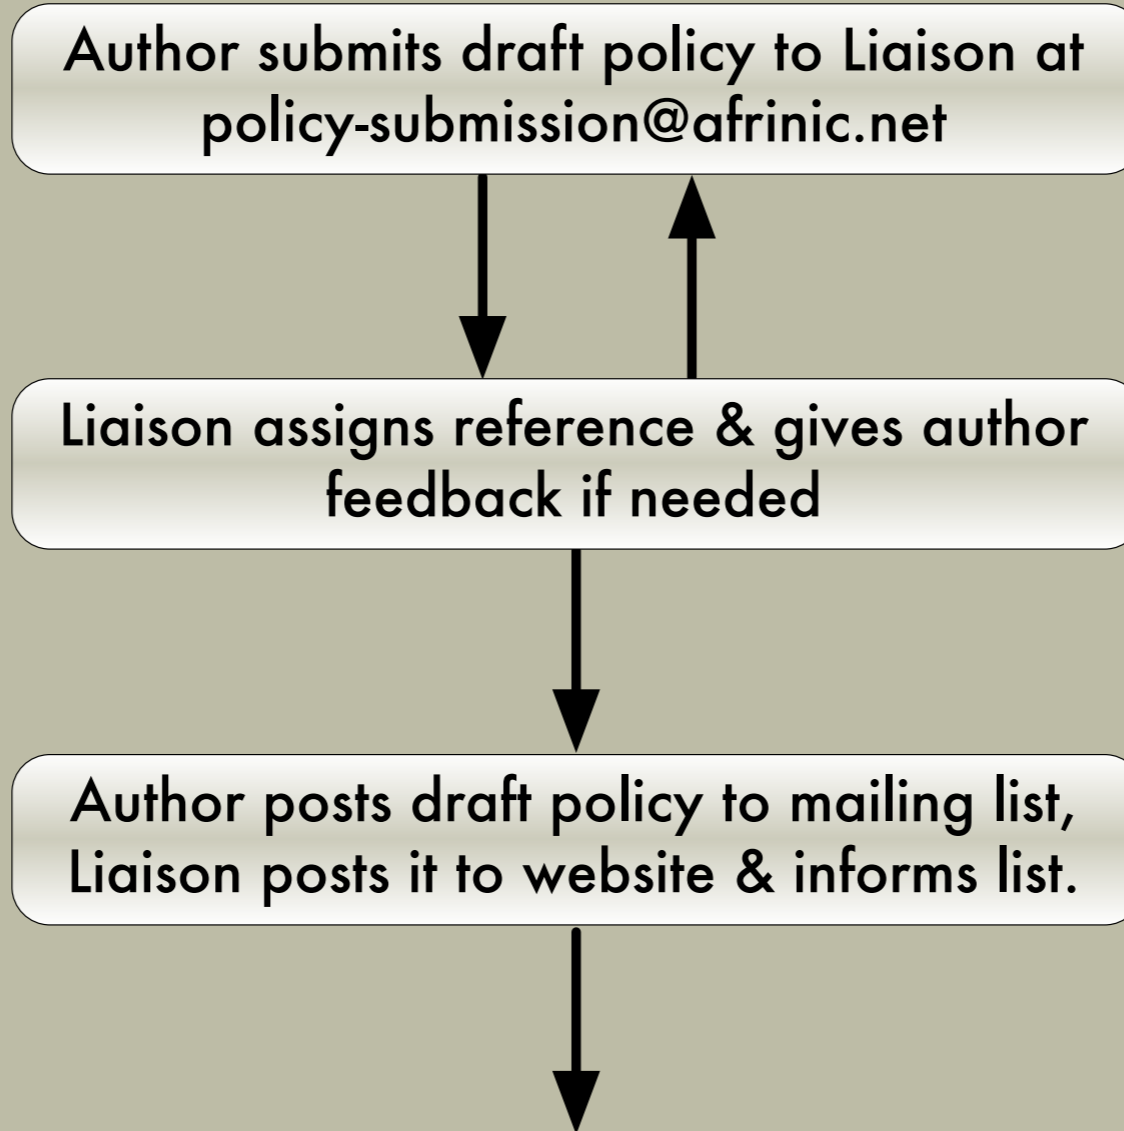 Author submits draft policy to Liaison at
policy-submission@afrinic.net
Liaison assigns reference & gives author
feedback if needed
Author posts draft policy to mailing list,
Liaison posts it to website & informs list.